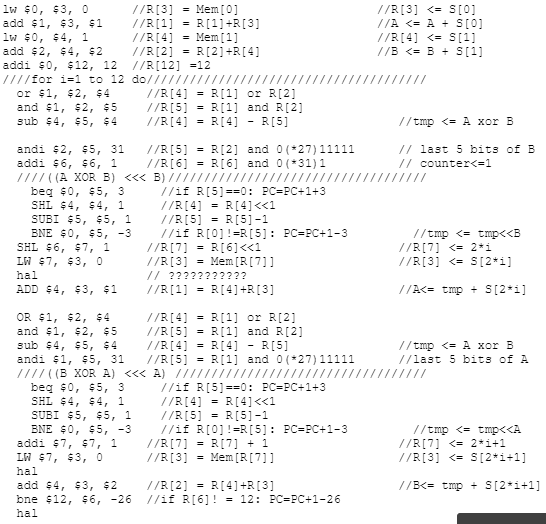 lw $0, $3, 0 //R[3] = Mem[0] //R[3] <= S[0]
add $1, $3, $1 //R[1] = R[1]+R[3] //A <= A + S[0]
lw $0, $4, 1 //R[4] = Mem[1] //R[4] <= S[1]
add $2, $4, $2 //R[2] = R[2]+R[4] //B <= B + S[1]
addi $0, $12, 12 //R[12] =12
////for i=1 to 12 do///////////////////////////////////////
or $1, $2, $4 //R[4] = R[1] or R[2]
and $1, $2, $5 //R[5] = R[1] and R[2]
sub $4, $5, $4 //R[4] = R[4] - R[5] //tmp <= A xor B
andi $2, $5, 31 //R[5] = R[2] and 0(*27)11111 // last 5 bits of B
addi $6, $6, 1 //R[6] = R[6] and 0(*31)1 // counter<=1
////((A XOR B) <<< B)////////////////////////////////////
beq $0, $5, 3 //if R[5]==0: PC=PC+1+3
SHL $4, $4, 1 //R[4] = R[4]<<1
SUBI $5, $5, 1 //R[5] = R[5]-1
BNE $0, $5, -3 //if R[0]!=R[5]: PC=PC+1-3 //tmp <= tmp<<B
SHL $6, $7, 1 //R[7] = R[6]<<1 //R[7] <= 2*i
LW $7, $3, 0 //R[3] = Mem[R[7]] //R[3] <= S[2*i]
hal // ???????????
ADD $4, $3, $1 //R[1] = R[4]+R[3] //A<= tmp + S[2*i]
OR $1, $2, $4 //R[4] = R[1] or R[2]
and $1, $2, $5 //R[5] = R[1] and R[2]
sub $4, $5, $4 //R[4] = R[4] - R[5] //tmp <= A xor B
andi $1, $5, 31 //R[5] = R[1] and 0(*27)11111 //last 5 bits of A
////((B XOR A) <<< A) ///////////////////////////////////
beq $0, $5, 3 //if R[5]==0: PC=PC+1+3
SHL $4, $4, 1 //R[4] = R[4]<<1
SUBI $5, $5, 1 //R[5] = R[5]-1
BNE $0, $5, -3 //if R[0]!=R[5]: PC=PC+1-3 //tmp <= tmp<<A
addi $7, $7, 1 //R[7] = R[7] + 1 //R[7] <= 2*i+1
LW $7, $3, 0 //R[3] = Mem[R[7]] //R[3] <= S[2*i+1]
hal
add $4, $3, $2 //R[2] = R[4]+R[3] //B<= tmp + S[2*i+1]
bne $12, $6, -26 //if R[6]! = 12: PC=PC+1-26
hal